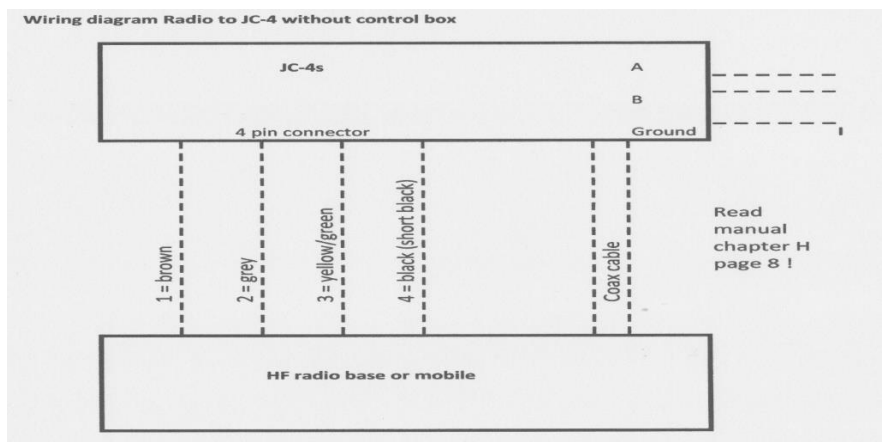 Wiring diagram Radio to JC-4 without control box
JC-4s
A
B
4 pin connector
Ground
1 = brown
2 = grey
3 = yellow/green
4 = black (short black)
Coax cable
Read
manual
chapter H
page 8 !
HF radio base or mobile